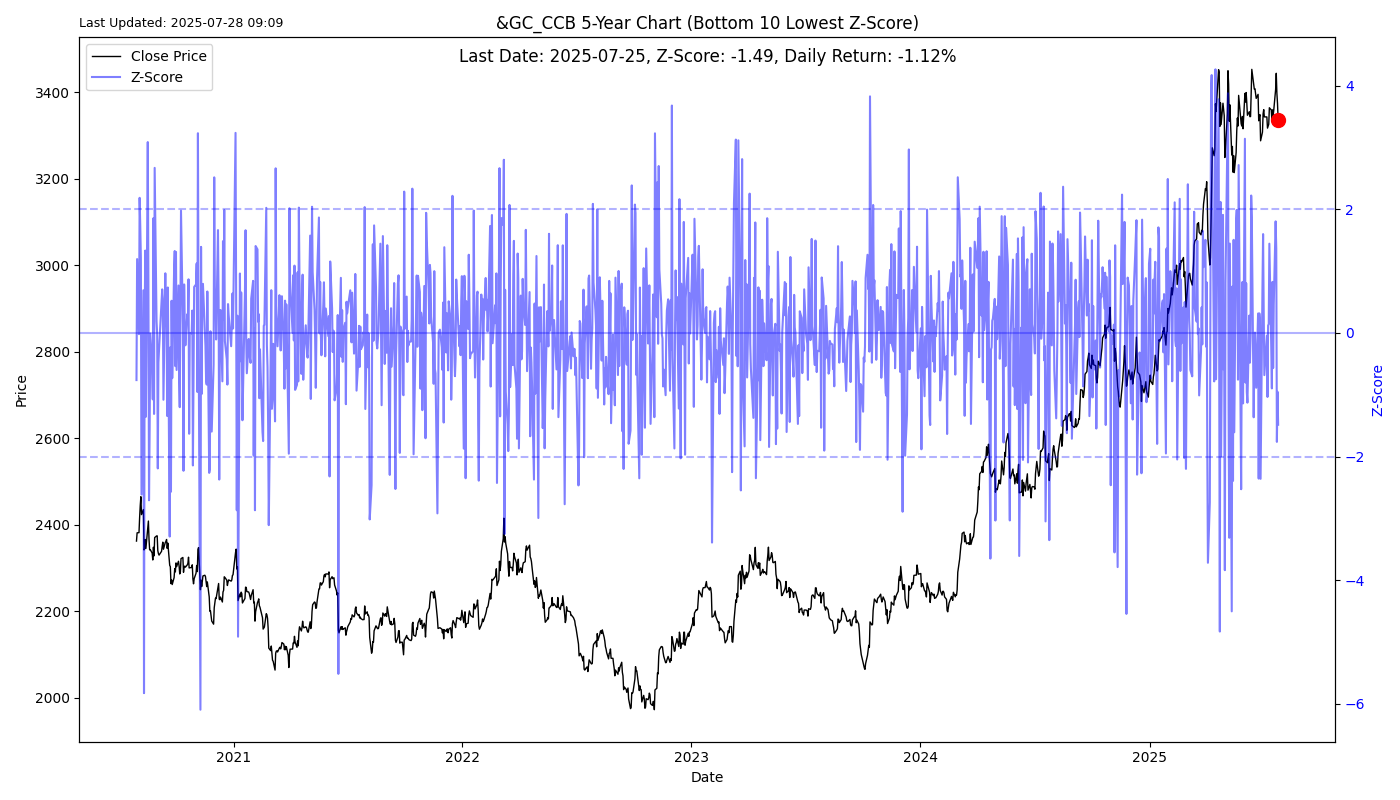 Last Updated: 2025-07-28 09:09
&GC_CCB 5-Year Chart (Bottom 10 Lowest Z-Score)
Last Date: 2025-07-25, Z-Score: -1.49, Daily Return: -1.12%
Close Price
Z-Score
3400
3200
3000
2800
2600
2400
2200
2000
Price
4
2
0
−2
−4
−6
Z-Score
2021
2022
2023
2024
2025
Date